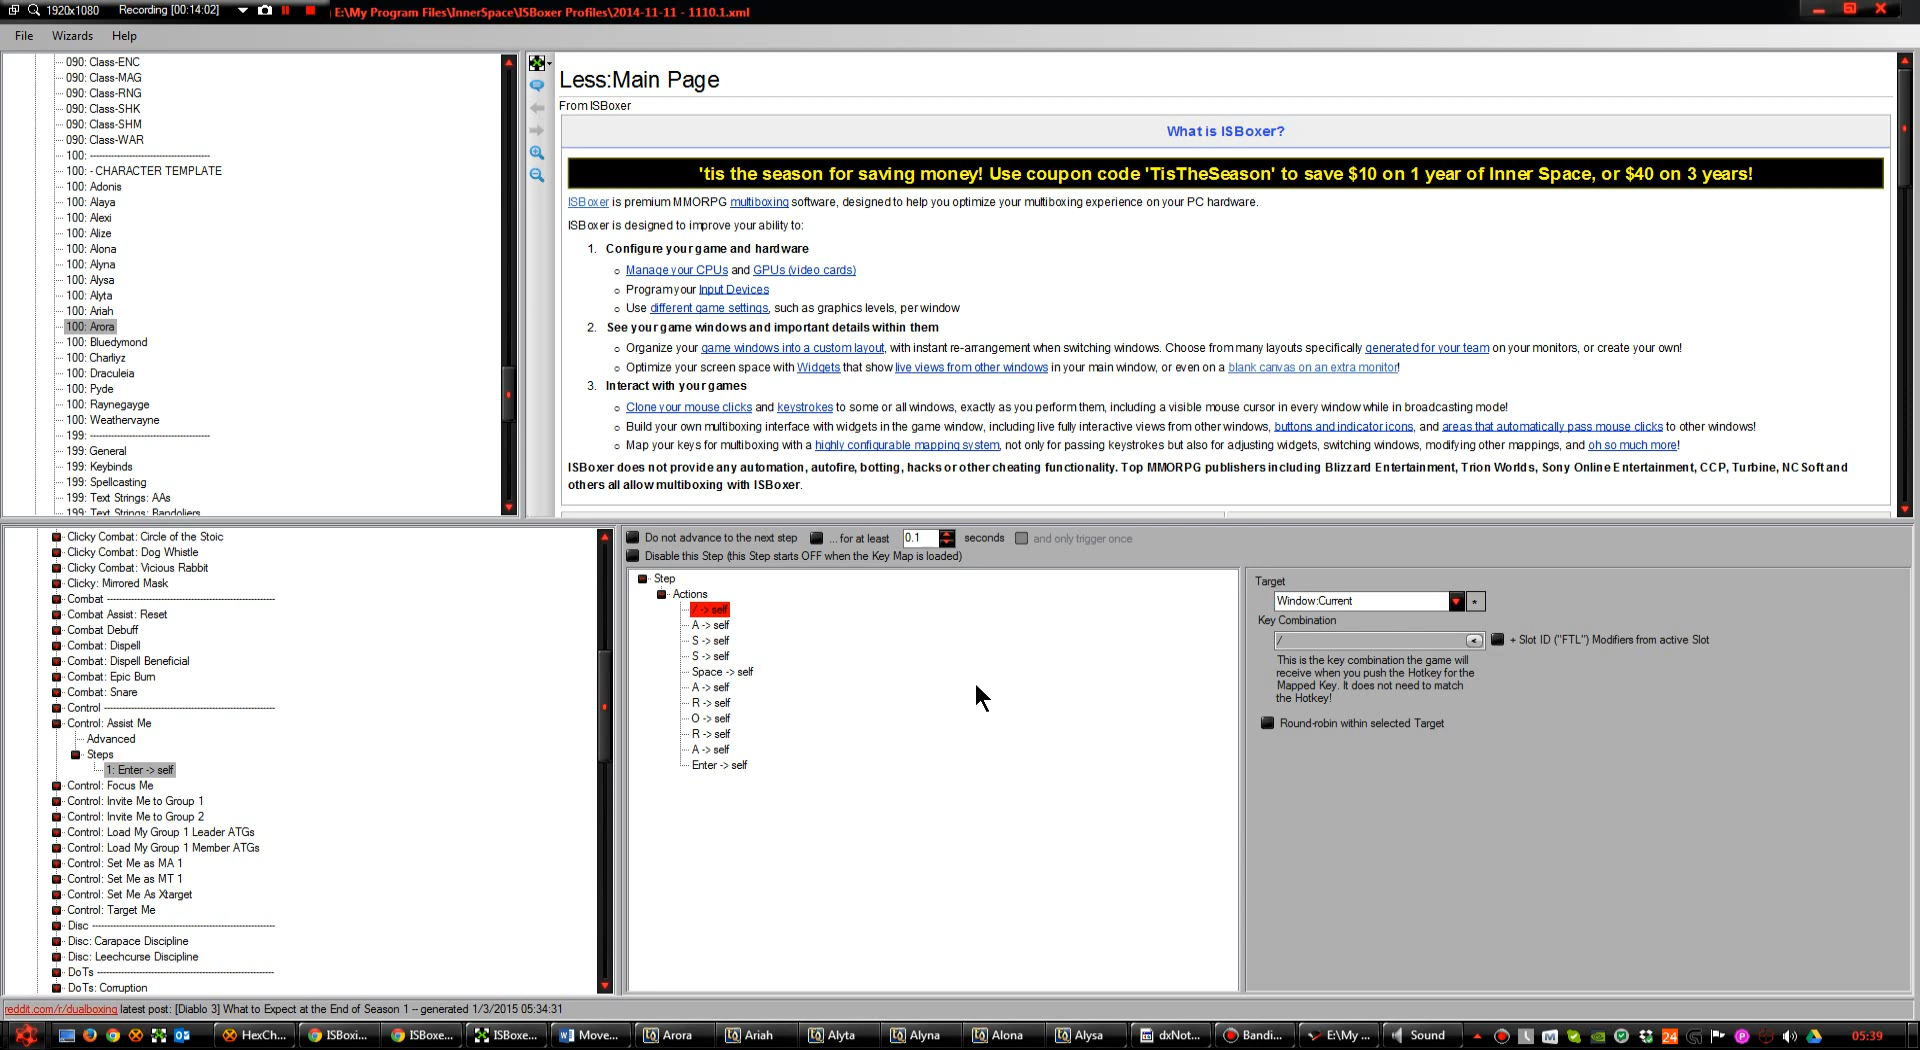 1920x1080 Recording [00:14:02] E:\My Program Files\InnerSpace\ISBoxer Profiles\2014-11-11 - 1110.1.xml
File Wizards Help
090: Class-ENC
090: Class-MAG
090: Class-RNG
090: Class-SHK
090: Class-SHM
090: Class-WAR
100: ----------------------------------------
100: - CHARACTER TEMPLATE
100: Adonis
100: Alaya
100: Alexi
100: Alize
100: Alona
100: Alyna
100: Alysa
100: Alyta
100: Ariah
100: Arora
100: Bluedymond
100: Charliyz
100: Draculeia
100: Pyde
100: Raynegayge
100: Weathervayne
199: ----------------------------------------
199: General
199: Keybinds
199: Spellcasting
199: Text Strings: AAs
199: Text Strings: Bandoliers
Less:Main Page
From ISBoxer
What is ISBoxer?
'tis the season for saving money! Use coupon code 'TisTheSeason' to save $10 on 1 year of Inner Space, or $40 on 3 years!
ISBoxer is premium MMORPG multiboxing software, designed to help you optimize your multiboxing experience on your PC hardware.
ISBoxer is designed to improve your ability to:
1. Configure your game and hardware
Manage your CPUs and GPUs (video cards)
Program your Input Devices
Use different game settings, such as graphics levels, per window
2. See your game windows and important details within them
Organize your game windows into a custom layout, with instant re-arrangement when switching windows. Choose from many layouts specifically generated for your team on your monitors, or create your own!
Optimize your screen space with Widgets that show live views from other windows in your main window, or even on a blank canvas on an extra monitor!
3. Interact with your games
Clone your mouse clicks and keystrokes to some or all windows, exactly as you perform them, including a visible mouse cursor in every window while in broadcasting mode!
Build your own multiboxing interface with widgets in the game window, including live fully interactive views from other windows, buttons and indicator icons, and areas that automatically pass mouse clicks to other windows!
Map your keys for multiboxing with a highly configurable mapping system, not only for passing keystrokes but also for adjusting widgets, switching windows, modifying other mappings, and oh so much more!
ISBoxer does not provide any automation, autofire, botting, hacks or other cheating functionality. Top MMORPG publishers including Blizzard Entertainment, Trion Worlds, Sony Online Entertainment, CCP, Turbine, NCSoft and
others all allow multiboxing with ISBoxer.
Clicky Combat: Circle of the Stoic
Clicky Combat: Dog Whistle
Clicky Combat: Vicious Rabbit
Clicky: Mirrored Mask
Combat ----------------------------------------
Combat Assist: Reset
Combat Debuff
Combat: Dispell
Combat: Dispell Beneficial
Combat: Epic Burn
Combat: Snare
Control ----------------------------------------
Control: Assist Me
Advanced
Steps
1: Enter -> self
Control: Focus Me
Control: Invite Me to Group 1
Control: Invite Me to Group 2
Control: Load My Group 1 Leader ATGs
Control: Load My Group 1 Member ATGs
Control: Set Me as MA 1
Control: Set Me as MT 1
Control: Set Me As Xtarget
Control: Target Me
Disc ----------------------------------------
Disc: Carapace Discipline
Disc: Leechcurse Discipline
DoTs ----------------------------------------
DoTs: Corruption
Do not advance to the next step ... for at least 0.1 seconds and only trigger once
Disable this Step (this Step starts OFF when the Key Map is loaded)
Step
Actions
/ -> self
A -> self
S -> self
S -> self
Space -> self
A -> self
R -> self
O -> self
R -> self
A -> self
Enter -> self
Target
Window:Current *
Key Combination
/ < + Slot ID ("FTL") Modifiers from active Slot
This is the key combination the game will
receive when you push the Hotkey for the
Mapped Key. It does not need to match
the Hotkey!
Round-robin within selected Target
reddit.com/r/dualboxing latest post: [Diablo 3] What to Expect at the End of Season 1 -- generated 1/3/2015 05:34:31
HexCh... ISBoxi... ISBoxe... ISBoxe... Move... Arora Ariah Alyta Alyna Alona Alysa dxNot... Bandi... E:\My ... Sound 24 05:39